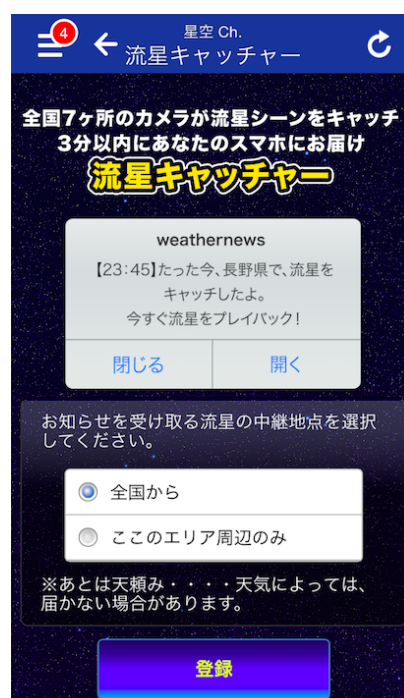 4
星空 Ch.
流星キャッチャー
全国7ヶ所のカメラが流星シーンをキャッチ
3分以内にあなたのスマホにお届け
流星キャッチャー
weathernews
【23:45】たった今、長野県で、流星を
キャッチしたよ。
今すぐ流星をプレイバック!
閉じる
開く
お知らせを受け取る流星の中継地点を選択
してください。
全国から
ここのエリア周辺のみ
※あとは天頼み・・・・天気によっては、
届かない場合があります。
登録